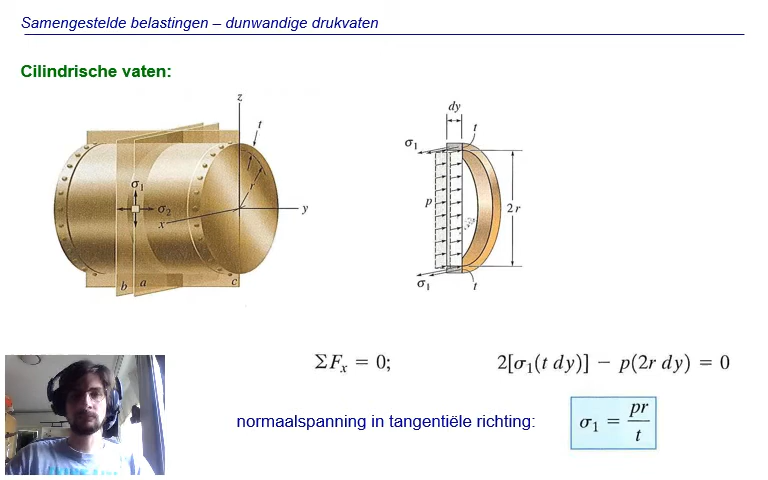 Samengestelde belastingen – dunwandige drukvaten
Cilindrische vaten:
z
t
r
σ1
σ2
x
y
b
a
c
dy
t
σ1
p
2r
σ1
t
ΣFx = 0;
2[σ1(t dy)] − p(2r dy) = 0
normaalspanning in tangentiële richting:
σ1 = pr/t